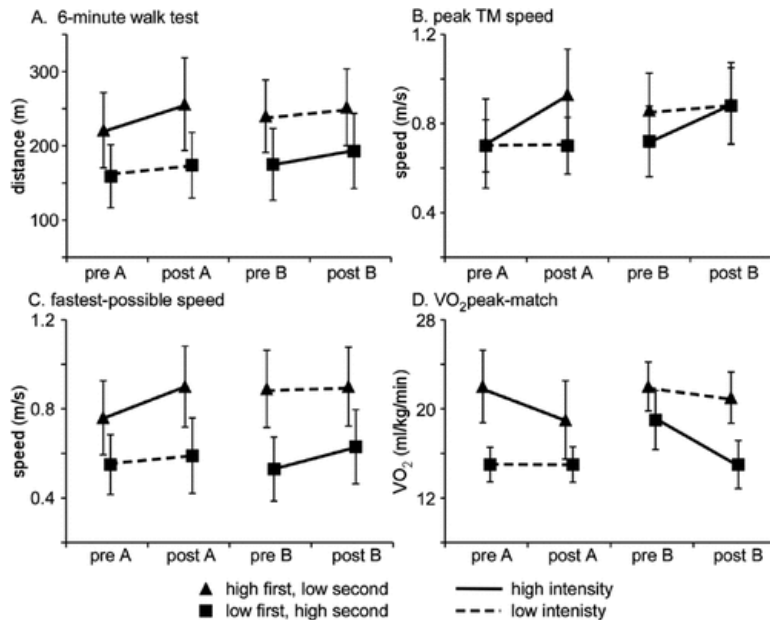 A. 6-minute walk test
distance (m)
300
200
100
pre A post A pre B post B
B. peak TM speed
speed (m/s)
1.2
0.8
0.4
pre A post A pre B post B
C. fastest-possible speed
speed (m/s)
1.2
0.8
0.4
pre A post A pre B post B
D. VO₂peak-match
VO₂ (ml/kg/min)
28
21
14
pre A post A pre B post B
high first, low second
low first, high second
high intensity
low intenisty